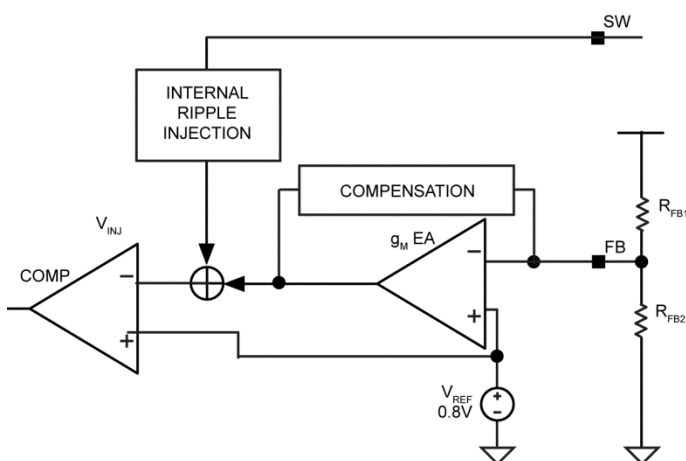 SW
INTERNAL
RIPPLE
INJECTION
COMPENSATION
R_FB1
V_INJ
g_M EA
FB
COMP
−
−
+
+
R_FB2
V_REF
0.8V
+
−